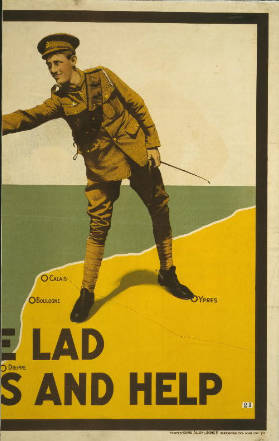 CALAIS
BOULOGNE
YPRES
E LAD
DIEPPE
S AND HELP